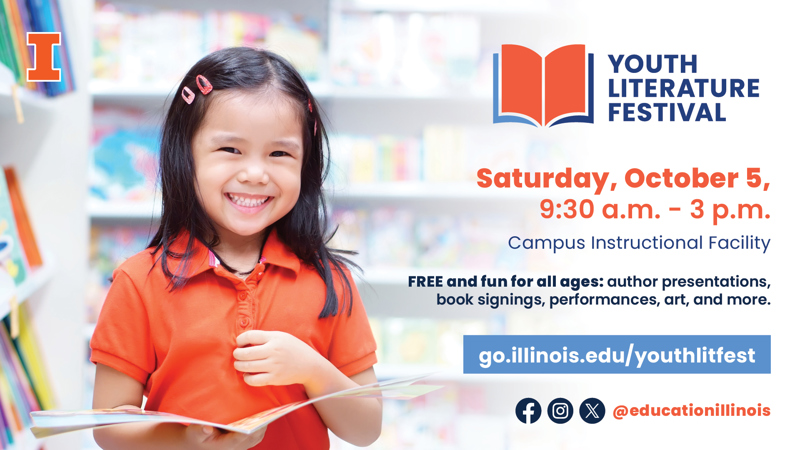 I
YOUTH
LITERATURE
FESTIVAL
Saturday, October 5,
9:30 a.m. - 3 p.m.
Campus Instructional Facility
FREE and fun for all ages: author presentations,
book signings, performances, art, and more.
go.illinois.edu/youthlitfest
@educationillinois